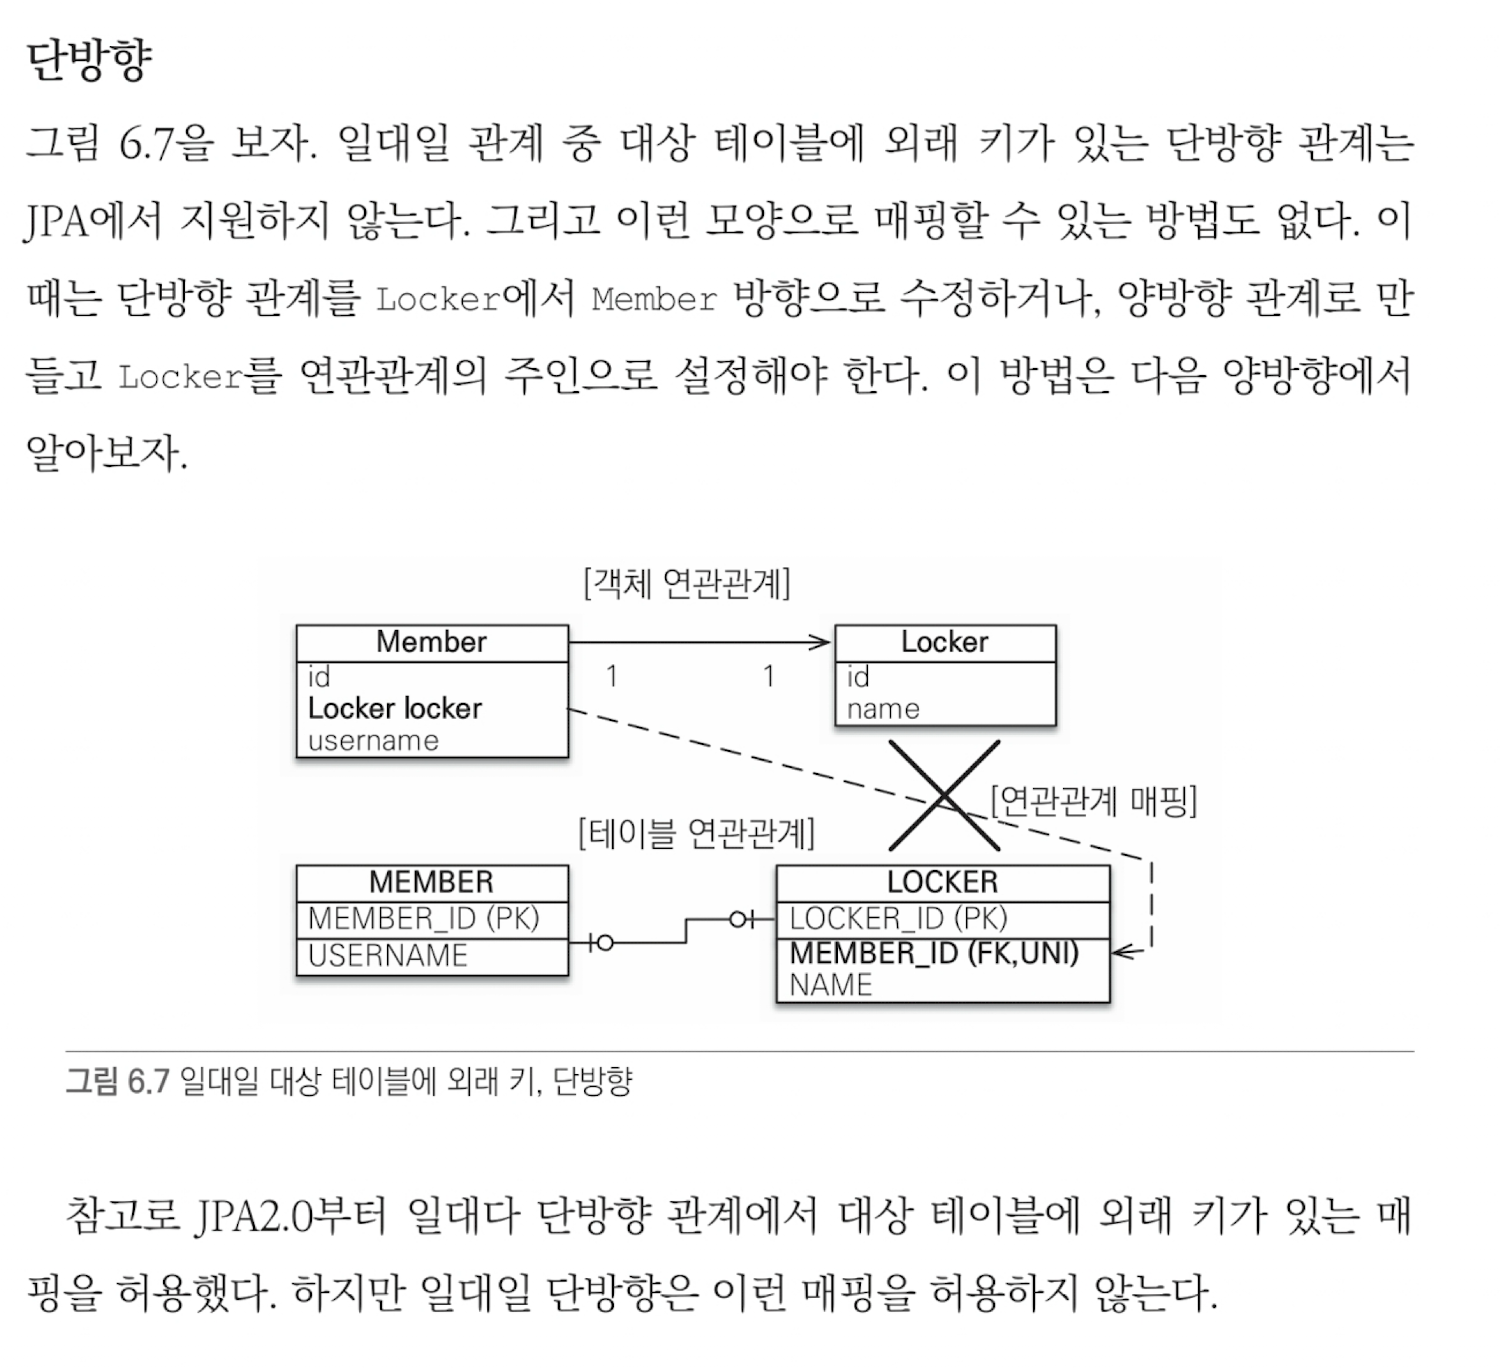 단방향
그림 6.7을 보자. 일대일 관계 중 대상 테이블에 외래 키가 있는 단방향 관계는
JPA에서 지원하지 않는다. 그리고 이런 모양으로 매핑할 수 있는 방법도 없다. 이
때는 단방향 관계를 Locker에서 Member 방향으로 수정하거나, 양방향 관계로 만
들고 Locker를 연관관계의 주인으로 설정해야 한다. 이 방법은 다음 양방향에서
알아보자.
[객체 연관관계]
Member
id
Locker locker
username
1
1
Locker
id
name
[연관관계 매핑]
[테이블 연관관계]
MEMBER
MEMBER_ID (PK)
USERNAME
LOCKER
LOCKER_ID (PK)
MEMBER_ID (FK,UNI)
NAME
그림 6.7 일대일 대상 테이블에 외래 키, 단방향
참고로 JPA2.0부터 일대다 단방향 관계에서 대상 테이블에 외래 키가 있는 매
핑을 허용했다. 하지만 일대일 단방향은 이런 매핑을 허용하지 않는다.